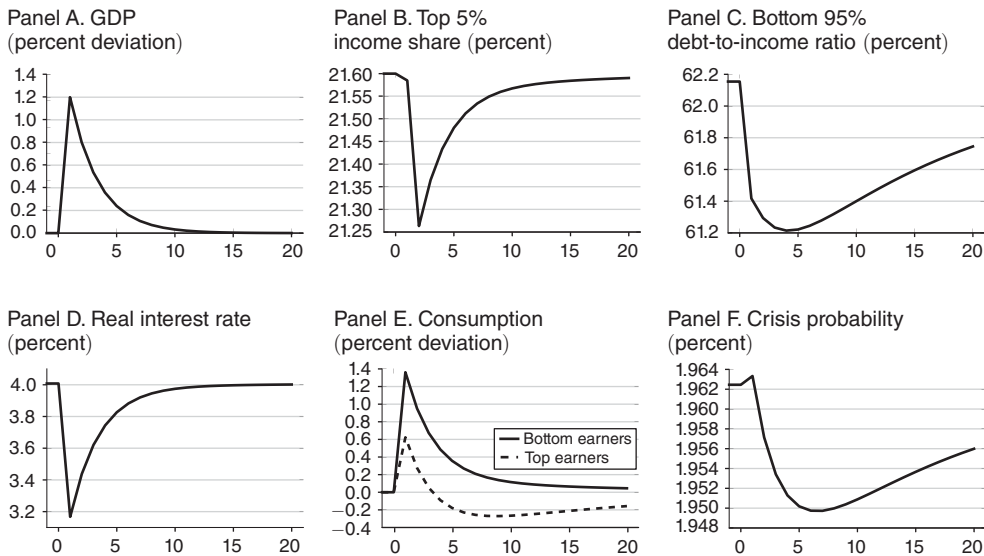 Panel A. GDP
(percent deviation)
1.4
1.2
1.0
0.8
0.6
0.4
0.2
0.0
0 5 10 15 20
Panel B. Top 5%
income share (percent)
21.60
21.55
21.50
21.45
21.40
21.35
21.30
21.25
0 5 10 15 20
Panel C. Bottom 95%
debt-to-income ratio (percent)
62.2
62.0
61.6
61.4
61.2
0 5 10 15 20
Panel D. Real interest rate
(percent)
4.0
3.8
3.6
3.4
3.2
0 5 10 15 20
Panel E. Consumption
(percent deviation)
1.4
1.2
1.0
0.8
0.6
0.4
0.2
0.0
−0.2
−0.4
Bottom earners
Top earners
0 5 10 15 20
Panel F. Crisis probability
(percent)
1.964
1.962
1.960
1.956
1.954
1.952
1.950
1.948
0 5 10 15 20